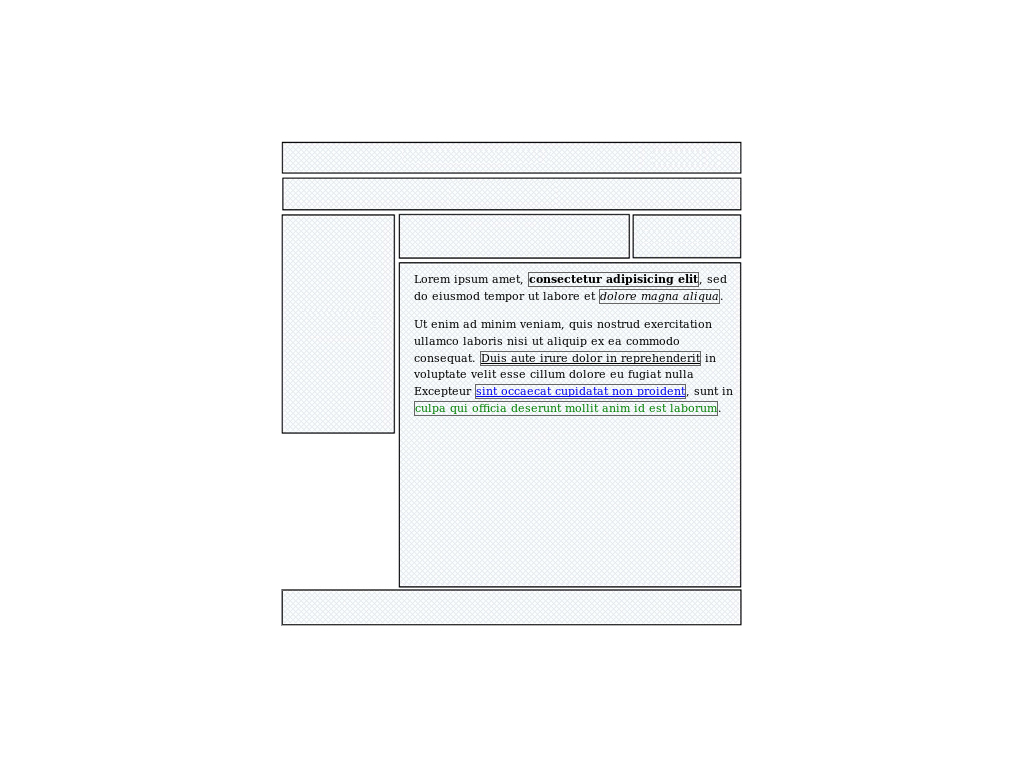 Lorem ipsum amet, consectetur adipisicing elit, sed
do eiusmod tempor ut labore et dolore magna aliqua.
Ut enim ad minim veniam, quis nostrud exercitation
ullamco laboris nisi ut aliquip ex ea commodo
consequat. Duis aute irure dolor in reprehenderit in
voluptate velit esse cillum dolore eu fugiat nulla
Excepteur sint occaecat cupidatat non proident, sunt in
culpa qui officia deserunt mollit anim id est laborum.